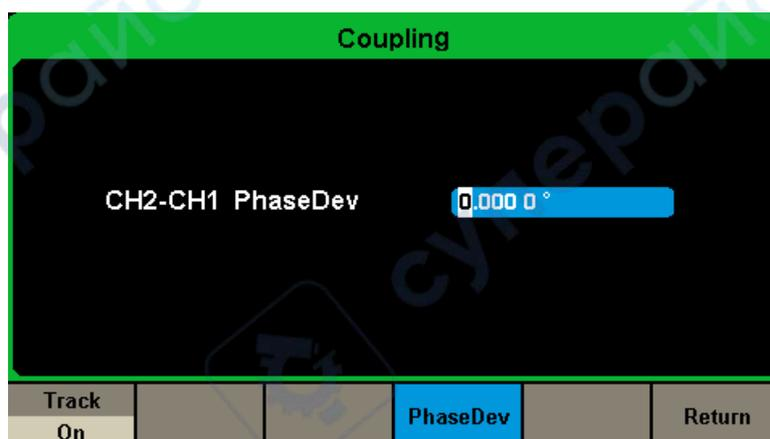 Coupling
CH2-CH1 PhaseDev 0.000 0 °
Track PhaseDev Return
On